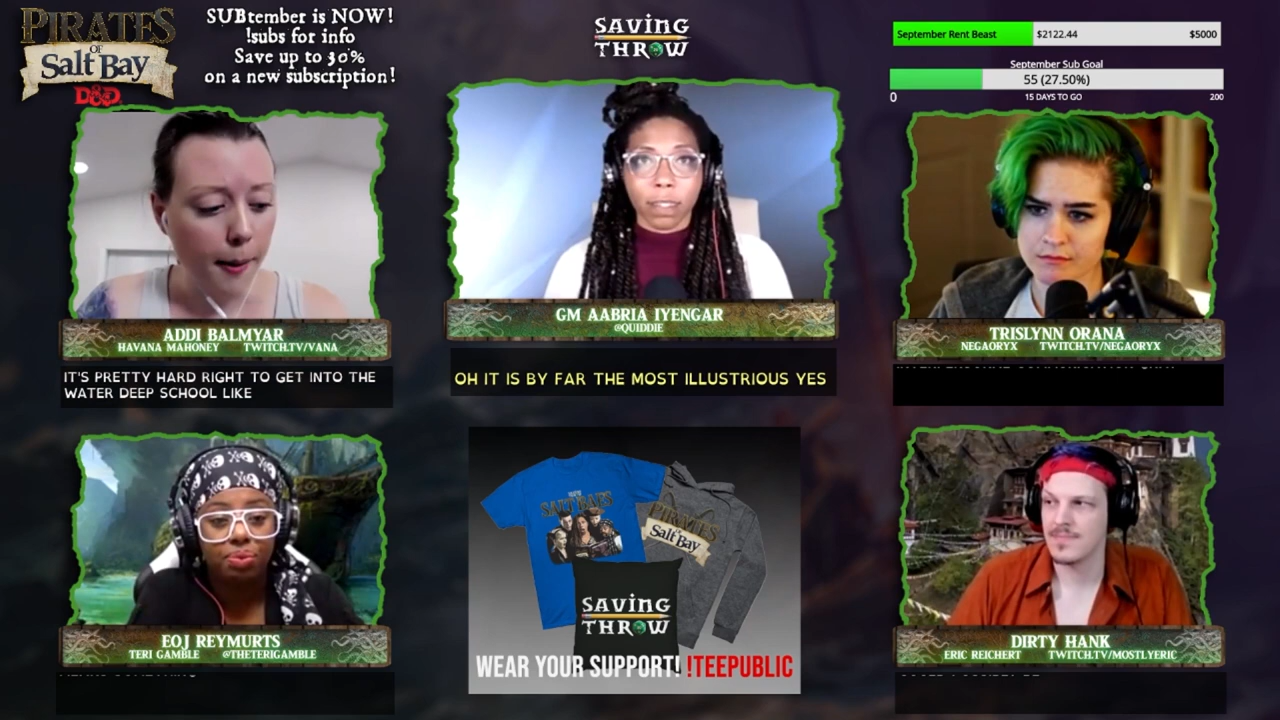 PIRATES
OF
Salt Bay
D&D
SUBtember is NOW!
!subs for info
Save up to 30%
on a new subscription!
SAVING
THROW
September Rent Beast $2122.44 $5000
September Sub Goal
55 (27.50%)
0 15 DAYS TO GO 200
ADDI BALMYAR
HAVANA MAHONEY TWITCH.TV/VANA
IT'S PRETTY HARD RIGHT TO GET INTO THE
WATER DEEP SCHOOL LIKE
GM AABRIA IYENGAR
@QUIDDIE
OH IT IS BY FAR THE MOST ILLUSTRIOUS YES
TRISLYNN ORANA
NEGAORYX TWITCH.TV/NEGAORYX
EOJ REYMURTS
TERI GAMBLE @THETERIGAMBLE
SALT BAES
PIRATES
OF
Salt Bay
SAVING
THROW
WEAR YOUR SUPPORT! !TEEPUBLIC
DIRTY HANK
ERIC REICHERT TWITCH.TV/MOSTLYERIC